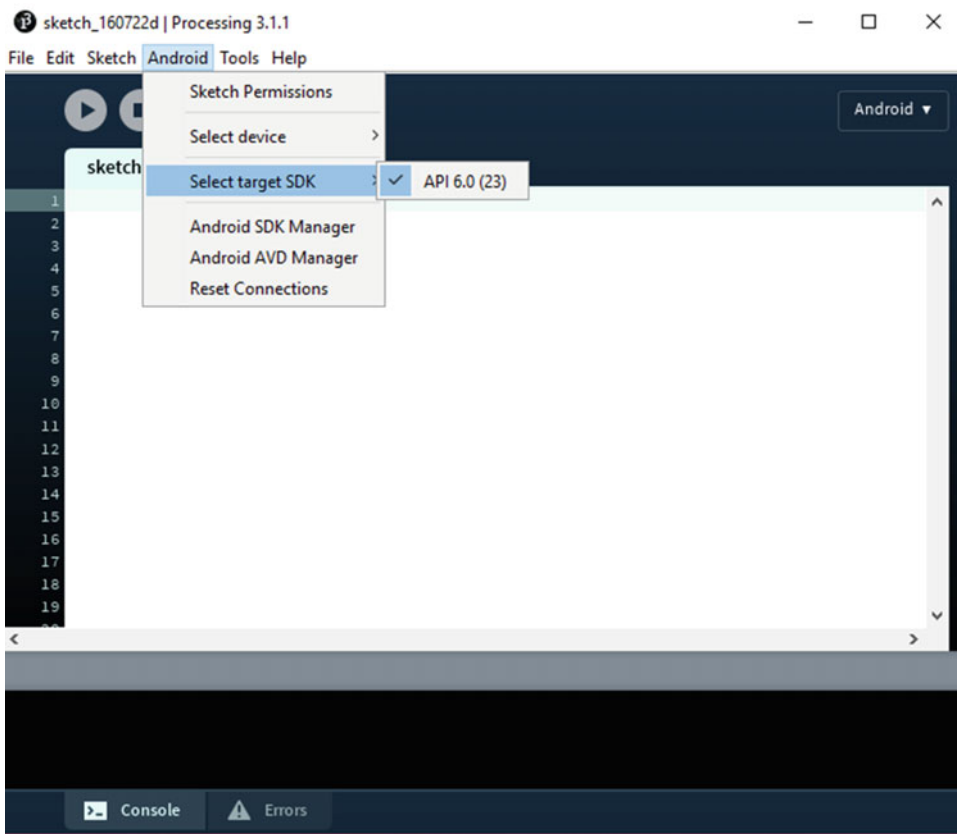 sketch_160722d | Processing 3.1.1
File Edit Sketch Android Tools Help
Sketch Permissions
Android ▾
Select device
sketch
Select target SDK
API 6.0 (23)
Android SDK Manager
Android AVD Manager
Reset Connections
1
2
3
4
5
6
7
8
9
10
11
12
13
14
15
16
17
18
19
Console
Errors